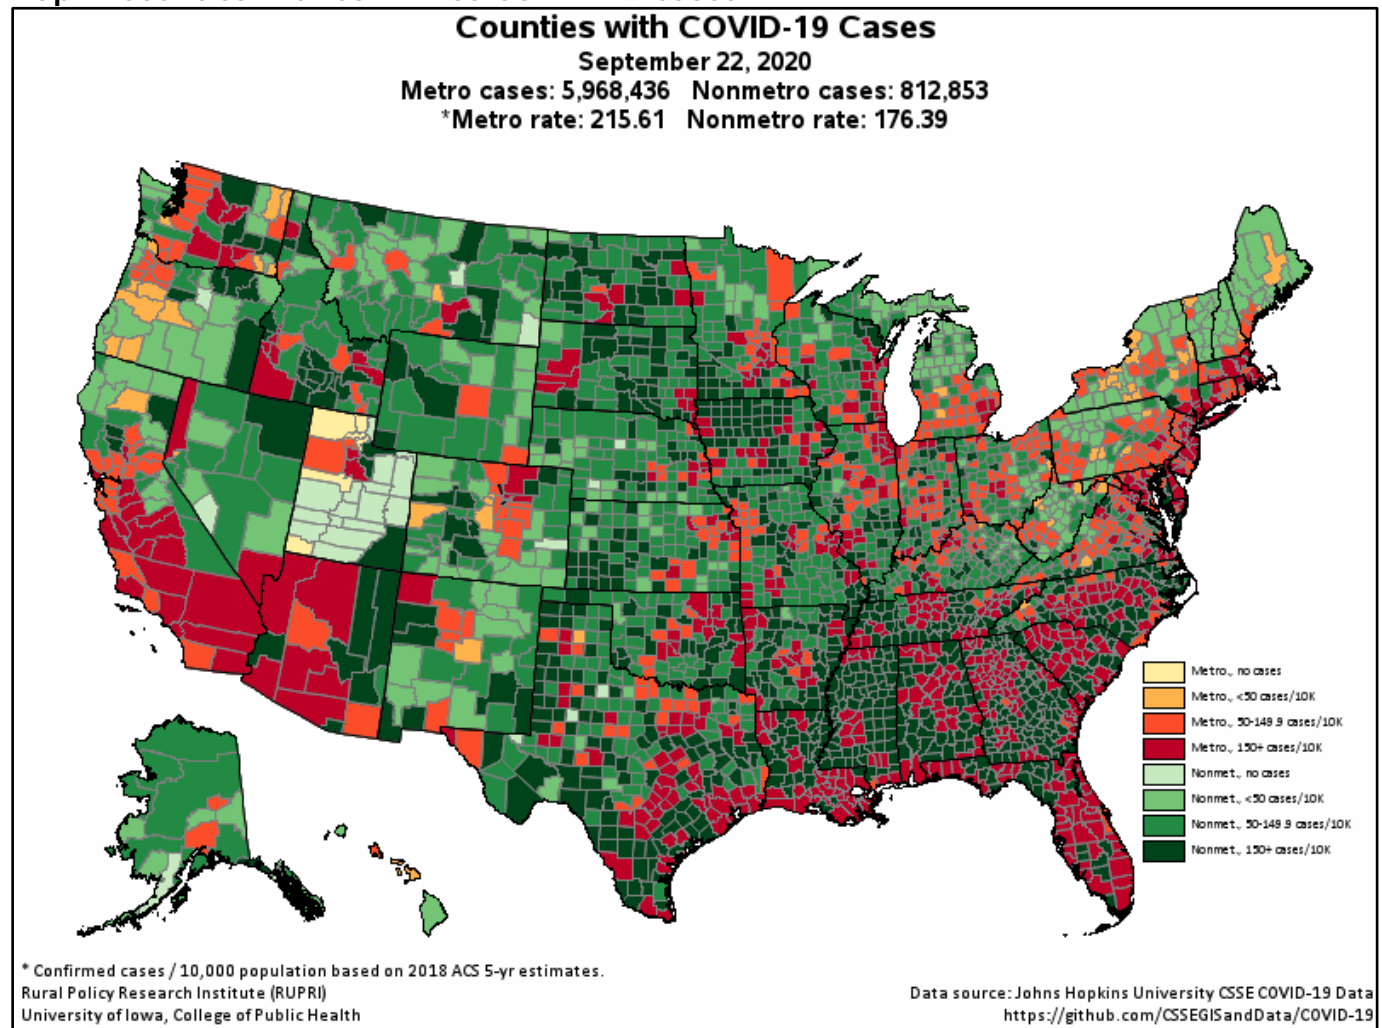 Counties with COVID-19 Cases
September 22, 2020
Metro cases: 5,968,436 Nonmetro cases: 812,853
*Metro rate: 215.61 Nonmetro rate: 176.39
Metro., no cases
Metro., <50 cases/10K
Metro., 50-149.9 cases/10K
Metro., 150+ cases/10K
Nonmet., no cases
Nonmet., <50 cases/10K
Nonmet., 50-149.9 cases/10K
Nonmet., 150+ cases/10K
* Confirmed cases / 10,000 population based on 2018 ACS 5-yr estimates.
Rural Policy Research Institute (RUPRI)
University of Iowa, College of Public Health
Data source: Johns Hopkins University CSSE COVID-19 Data
https://github.com/CSSEGISandData/COVID-19